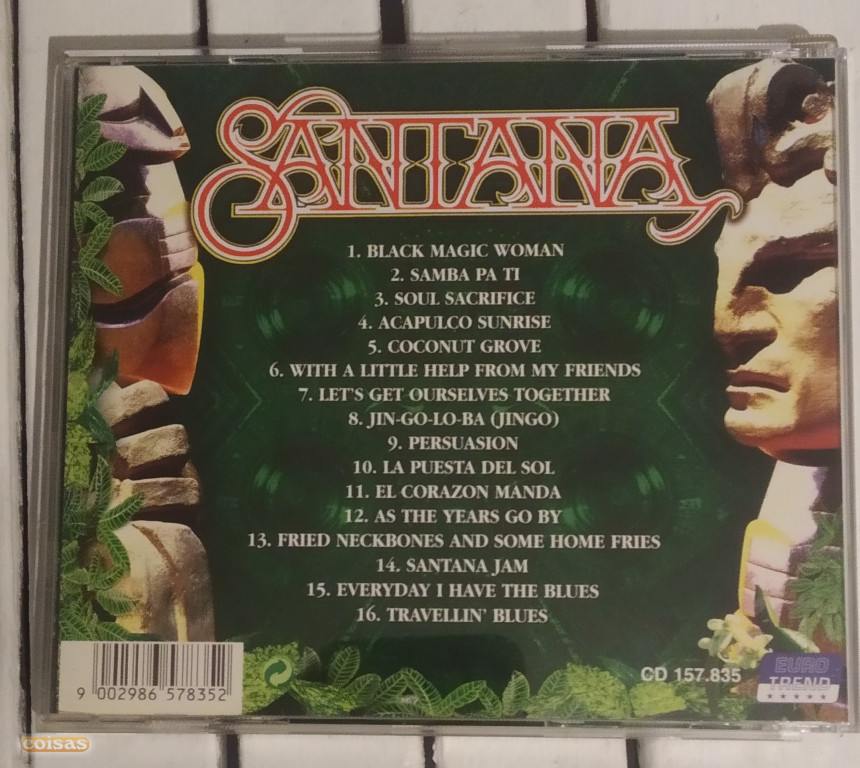 SANTANA
1. BLACK MAGIC WOMAN
2. SAMBA PA TI
3. SOUL SACRIFICE
4. ACAPULCO SUNRISE
5. COCONUT GROVE
6. WITH A LITTLE HELP FROM MY FRIENDS
7. LET'S GET OURSELVES TOGETHER
8. JIN-GO-LO-BA (JINGO)
9. PERSUASION
10. LA PUESTA DEL SOL
11. EL CORAZON MANDA
12. AS THE YEARS GO BY
13. FRIED NECKBONES AND SOME HOME FRIES
14. SANTANA JAM
15. EVERYDAY I HAVE THE BLUES
16. TRAVELLIN' BLUES
9 002986 578352
CD 157.835
EURO
TREND
coisas